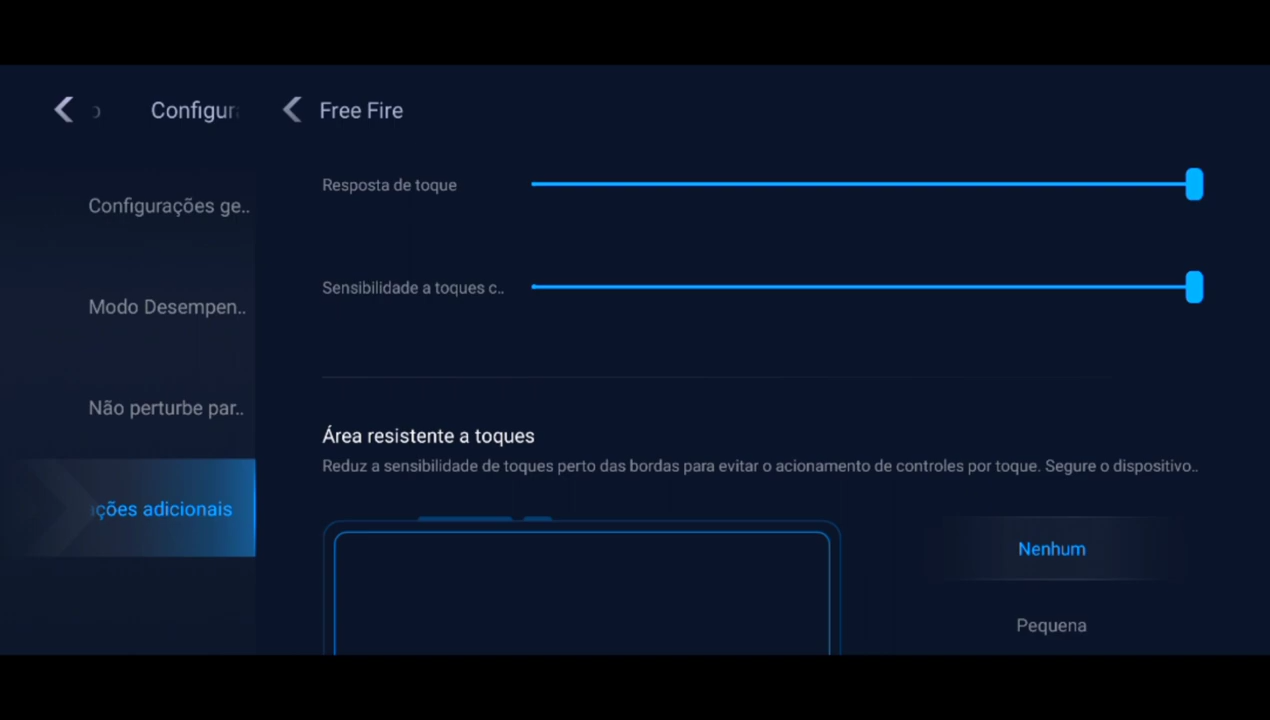 Configur
Free Fire
Resposta de toque
Configurações ge..
Sensibilidade a toques c..
Modo Desempen..
Não perturbe par..
Área resistente a toques
Reduz a sensibilidade de toques perto das bordas para evitar o acionamento de controles por toque. Segure o dispositivo..
ções adicionais
Nenhum
Pequena